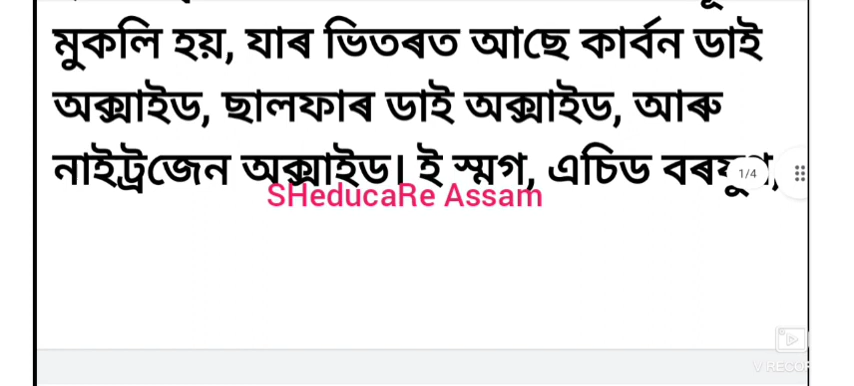 মুকলি হয়, যাৰ ভিতৰত আছে কাৰ্বন ডাই
অক্সাইড, ছালফাৰ ডাই অক্সাইড, আৰু
নাইট্ৰজেন অক্সাইড। ই স্মগ, এচিড
SHeducaRe Assam
1/4
V RECOR